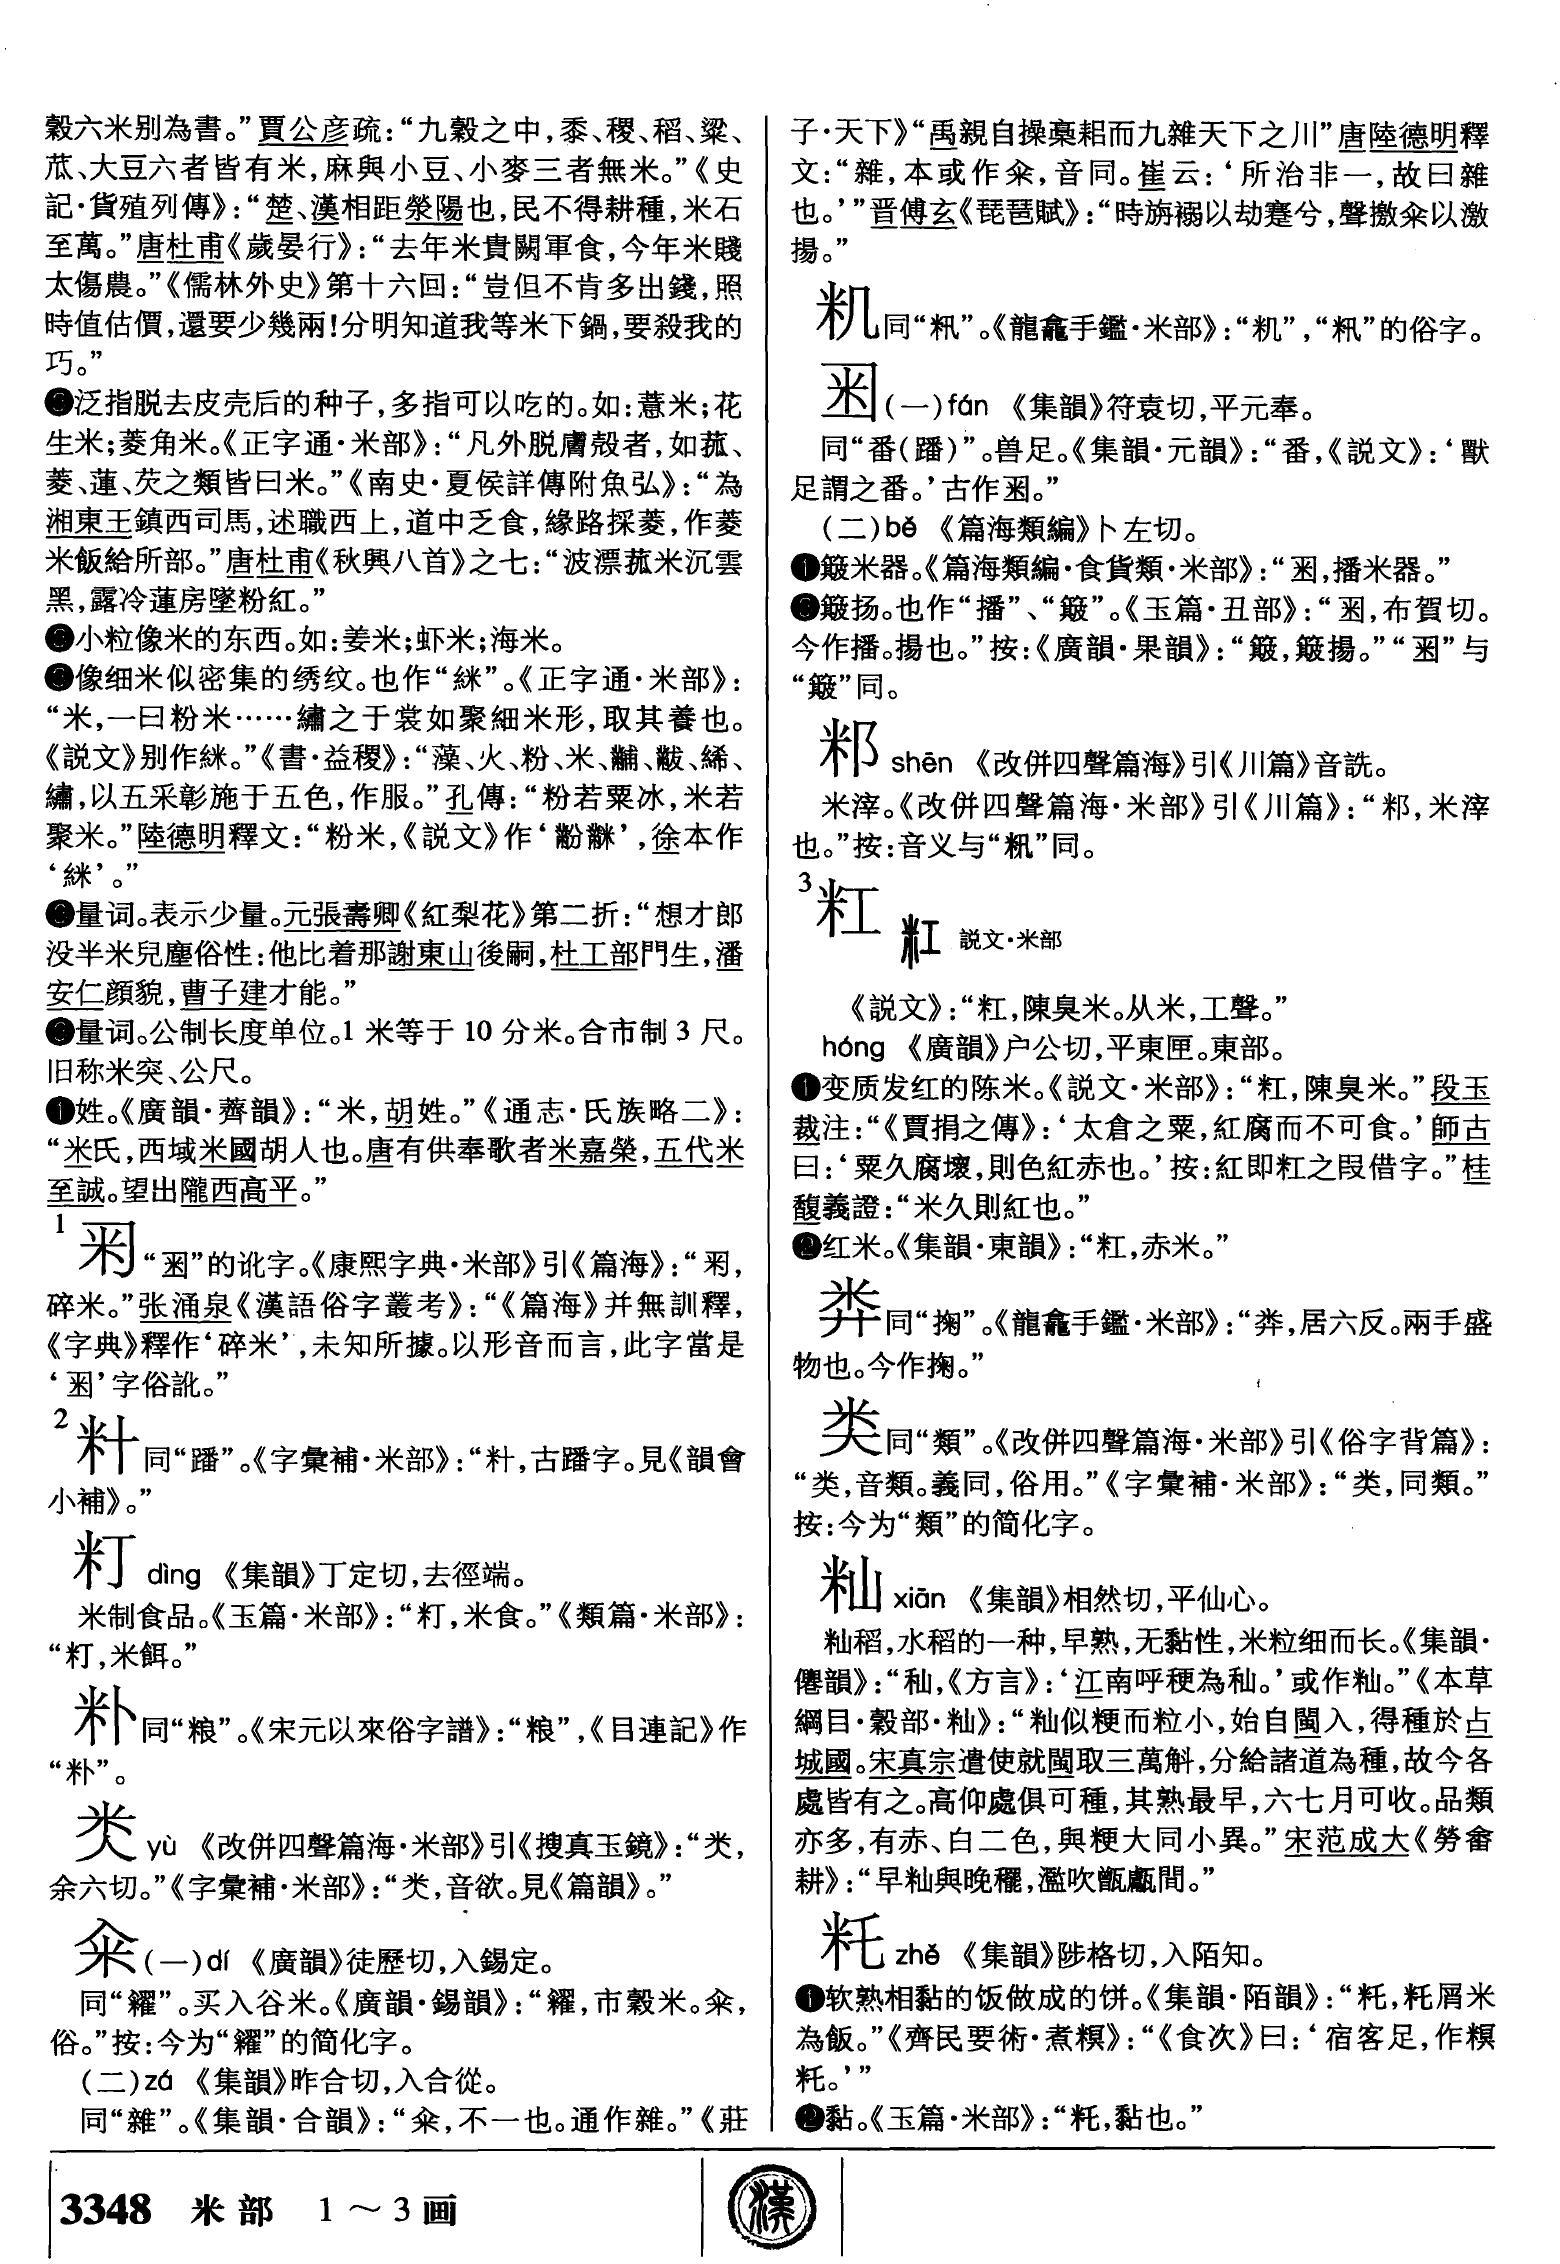 穀六米别為書。”賈公彦疏：“九穀之中，黍、稷、稻、粱、
苽、大豆六者皆有米，麻與小豆、小麥三者無米。”《史
記·貨殖列傳》：“楚、漢相距滎陽也，民不得耕種，米石
至萬。”唐杜甫《歲晏行》：“去年米貴闕軍食，今年米賤
太傷農。”《儒林外史》第十六回：“豈但不肯多出錢，照
時值估價，還要少幾兩！分明知道我等米下鍋，要殺我的
巧。”
泛指脱去皮壳后的种子，多指可以吃的。如：薏米；花
生米；菱角米。《正字通·米部》：“凡外脱膚殻者，如菰、
菱、蓮、芡之類皆曰米。”《南史·夏侯詳傳附魚弘》：“為
湘東王鎮西司馬，述職西上，道中乏食，緣路採菱，作菱
米飯給所部。”唐杜甫《秋興八首》之七：“波漂菰米沉雲
黑，露冷蓮房墜粉紅。”
小粒像米的东西。如：姜米；虾米；海米。
像细米似密集的绣纹。也作“絑”。《正字通·米部》：
“米，一曰粉米……繡之于裳如聚細米形，取其養也。
《説文》别作絑。”《書·益稷》：“藻、火、粉、米、黼、黻、絺、
繡，以五采彰施于五色，作服。”孔傳：“粉若粟冰，米若
聚米。”陸德明釋文：“粉米，《説文》作‘黺䋛’，徐本作
‘絑’。”
量词。表示少量。元張壽卿《紅梨花》第二折：“想才郎
没半米兒塵俗性：他比着那謝東山後嗣，杜工部門生，潘
安仁顔貌，曹子建才能。”
量词。公制长度单位。1 米等于 10 分米。合市制 3 尺。
旧称米突、公尺。
姓。《廣韻·薺韻》：“米，胡姓。”《通志·氏族略二》：
“米氏，西域米國胡人也。唐有供奉歌者米嘉榮，五代米
至誠。望出隴西高平。”
1 “”的讹字。《康熙字典·米部》引《篇海》：“，
碎米。”张涌泉《漢語俗字叢考》：“《篇海》并無訓釋，
《字典》釋作‘碎米’，未知所據。以形音而言，此字當是
‘’字俗訛。”
2 籵同“蹯”。《字彙補·米部》：“籵，古蹯字。見《韻會
小補》。”
籿 dìng 《集韻》丁定切，去徑端。
米制食品。《玉篇·米部》：“，米食。”《類篇·米部》：
“，米餌。”
同“粮”。《宋元以來俗字譜》：“粮”，《目連記》作
“”。
yù 《改併四聲篇海·米部》引《搜真玉鏡》：“，
余六切。”《字彙補·米部》：“，音欲。見《篇韻》。”
籴(一)dí 《廣韻》徒歷切，入錫定。
同“糴”。买入谷米。《廣韻·錫韻》：“糴，市穀米。籴，
俗。”按：今为“糴”的简化字。
(二)zá 《集韻》昨合切，入合從。
同“雜”。《集韻·合韻》：“籴，不一也。通作雜。”《莊
子·天下》“禹親自操橐耜而九雜天下之川”唐陸德明釋
文：“雜，本或作籴，音同。崔云：‘所治非一，故曰雜
也。’”晋傅玄《琵琶賦》：“時旃𧛾以劫蹇兮，聲撽籴以激
揚。”
籶同“籸”。《龍龕手鑑·米部》：“”，“籸”的俗字。
(一)fán 《集韻》符袁切，平元奉。
同“番(蹯)”。兽足。《集韻·元韻》：“番，《説文》：‘獸
足謂之番。’古作。”
(二)bǒ 《篇海類編》卜左切。
❶簸米器。《篇海類編·食貨類·米部》：“，播米器。”
簸扬。也作“播”、“簸”。《玉篇·丑部》：“，布賀切。
今作播。揚也。”按：《廣韻·果韻》：“簸，簸揚。”“”与
“簸”同。
shēn 《改併四聲篇海》引《川篇》音詵。
米滓。《改併四聲篇海·米部》引《川篇》：“，米滓
也。”按：音义与“籸”同。
3 粠 説文·米部
《説文》：“粠，陳臭米。从米，工聲。”
hóng 《廣韻》户公切，平東匣。東部。
❶变质发红的陈米。《説文·米部》：“，陳臭米。”段玉
裁注：“《賈捐之傳》：‘太倉之粟，紅腐而不可食。’師古
曰：‘粟久腐壞，則色紅赤也。’按：紅即之叚借字。”桂
馥義證：“米久則紅也。”
❷红米。《集韻·東韻》：“，赤米。”
同“掬”。《龍龕手鑑·米部》：“，居六反。兩手盛
物也。今作掬。”
类同“類”。《改併四聲篇海·米部》引《俗字背篇》：
“类，音類。義同，俗用。”《字彙補·米部》：“类，同類。”
按：今为“類”的简化字。
籼 xiān 《集韻》相然切，平仙心。
籼稻，水稻的一种，早熟，无黏性，米粒细而长。《集韻·
僊韻》：“秈，《方言》：‘江南呼稉為秈。’或作籼。”《本草
綱目·穀部·籼》：“籼似粳而粒小，始自閩人，得種於占
城國。宋真宗遣使就閩取三萬斛，分給諸道為種，故今各
處皆有之。高仰處俱可種，其熟最早，六七月可收。品類
亦多，有赤、白二色，與粳大同小異。”宋范成大《勞畬
耕》：“早籼與晚𥢔，濫吹甑甗間。”
粍 zhě 《集韻》陟格切，入陌知。
❶软熟相黏的饭做成的饼。《集韻·陌韻》：“粍，粍屑米
為飯。”《齊民要術·煮䊆》：“《食次》曰：‘宿客足，作䊆
粍。’”
❷黏。《玉篇·米部》：“粍，黏也。”
3348 米部 1～3画
漢